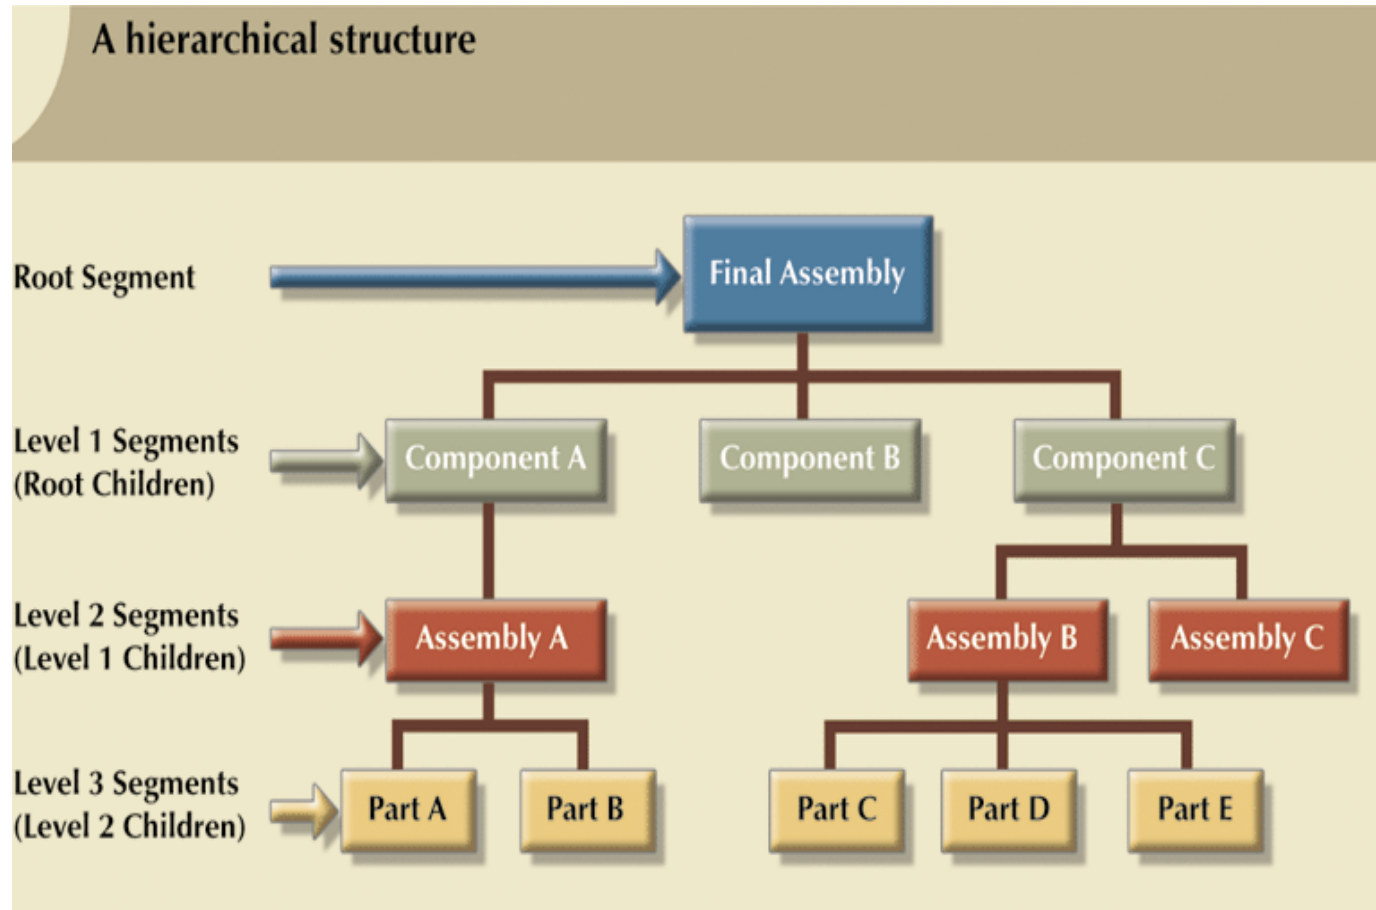 A hierarchical structure
Root Segment
Final Assembly
Level 1 Segments
(Root Children)
Component A
Component B
Component C
Level 2 Segments
(Level 1 Children)
Assembly A
Assembly B
Assembly C
Level 3 Segments
(Level 2 Children)
Part A
Part B
Part C
Part D
Part E